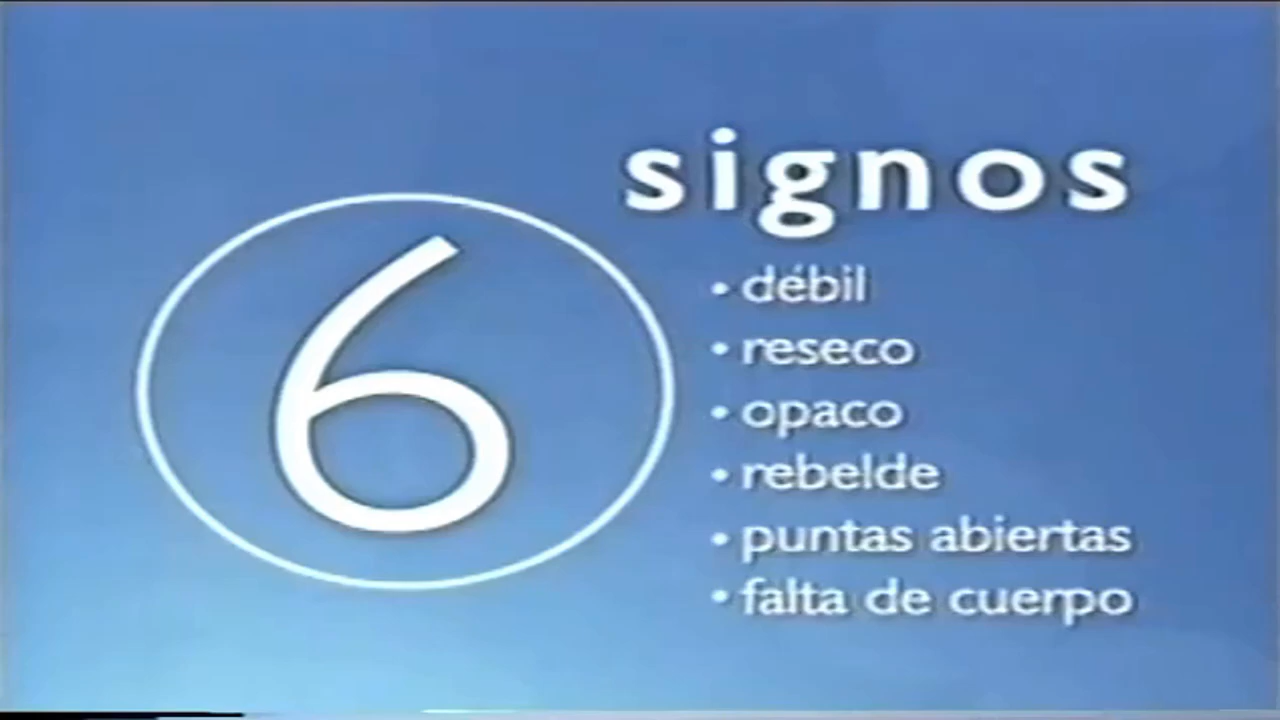 6
signos
• débil
• reseco
• opaco
• rebelde
• puntas abiertas
• falta de cuerpo